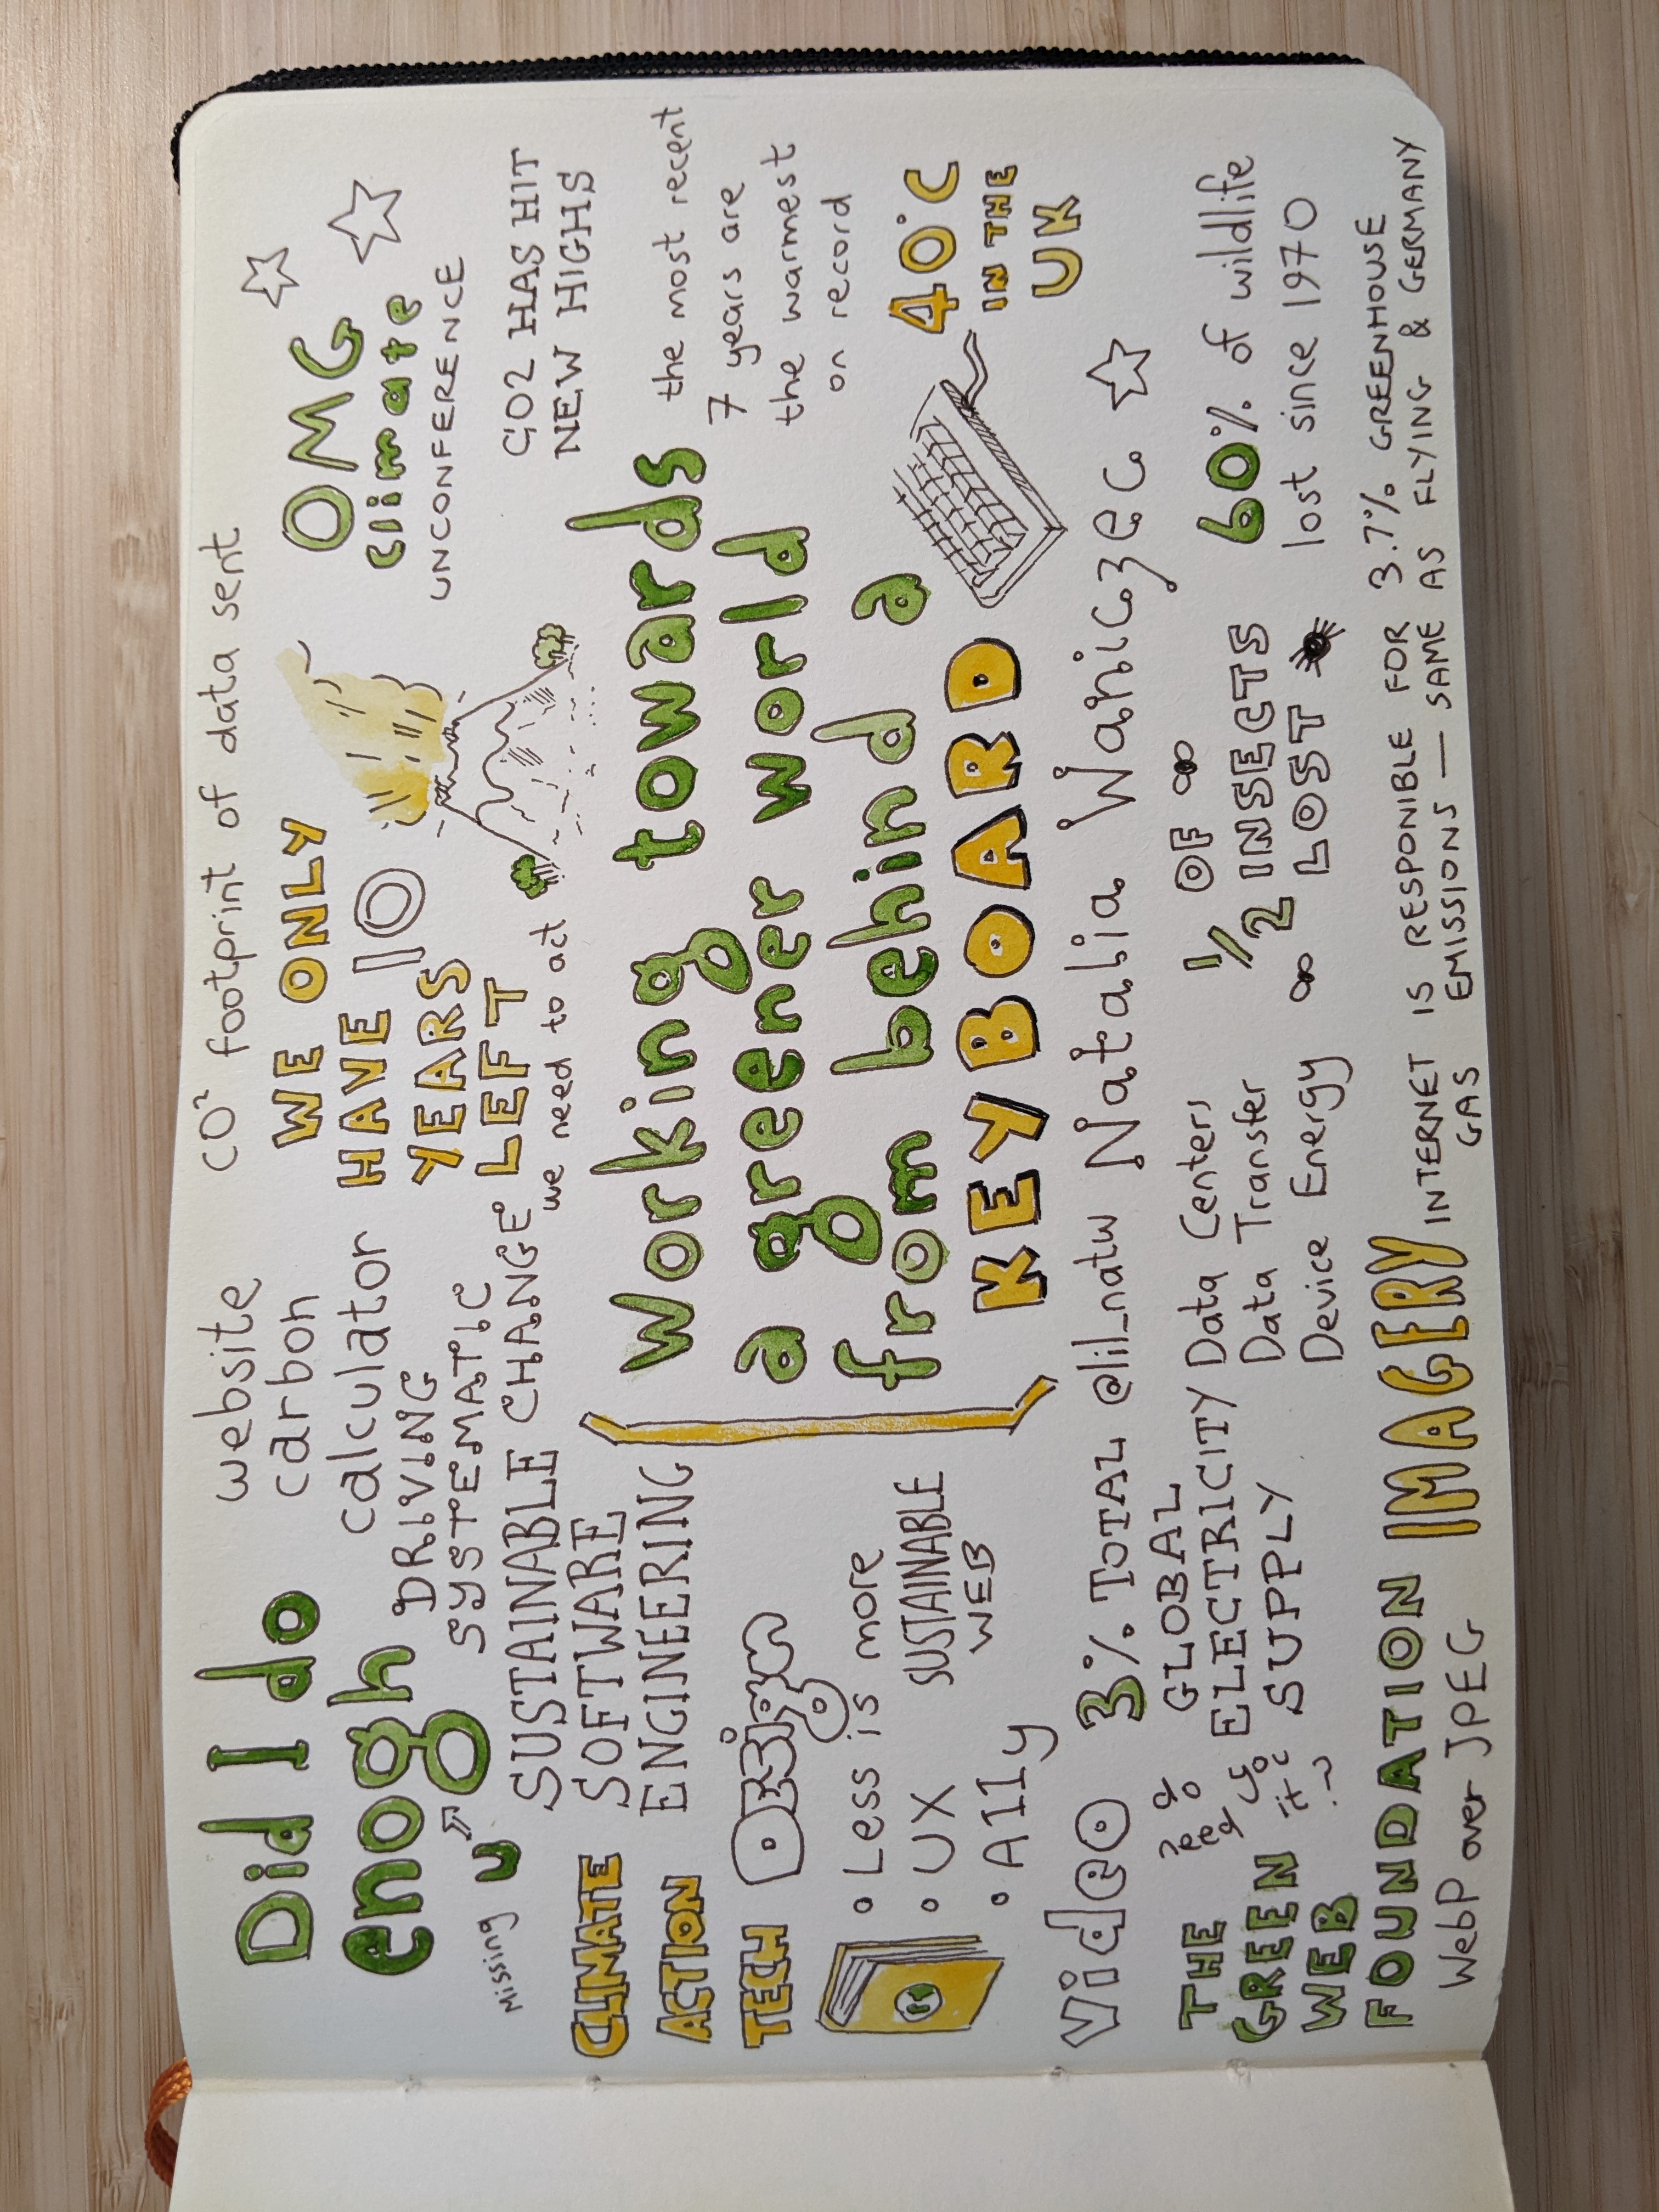 Did I do
enogh
Missing U
website
carbon
calculator
CO² footprint of data sent
WE ONLY
HAVE 10
YEARS
LEFT
we need to act
OMG
Climate
UNCONFERENCE
DRIVING
SYSTEMATIC
CHANGE
SUSTAINABLE
SOFTWARE
ENGINEERING
CO2 HAS HIT
NEW HIGHS
CLIMATE
ACTION
TECH
Working towards
a greener world
from behind a
KEYBOARD
the most recent
7 years are
the warmest
on record
Design
• Less is more
• UX
• A11y
SUSTAINABLE
WEB
40°C
IN THE
UK
Video
do you
need it?
3% TOTAL
GLOBAL
ELECTRICITY
SUPPLY
@lil_natw Natalia Waniczec
THE
GREEN
WEB
FOUNDATION
Data Centers
Data Transfer
Device Energy
1/2 OF
INSECTS
LOST
60% of wildlife
lost since 1970
WebP over JPEG
IMAGERY
INTERNET IS RESPONIBLE FOR 3.7% GREENHOUSE
GAS EMISSIONS — SAME AS FLYING & GERMANY